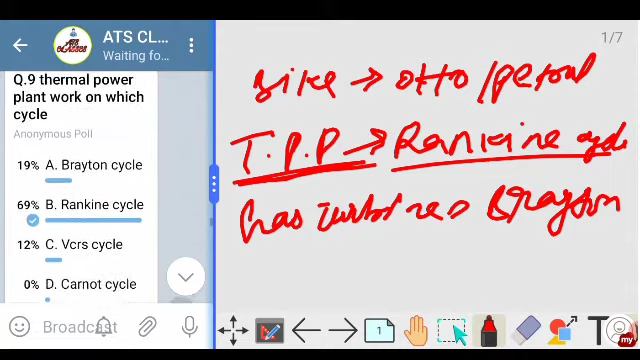 ATS CL...
Waiting fo...
Q.9 thermal power
plant work on which
cycle
Anonymous Poll
19% A. Brayton cycle
69% B. Rankine cycle
12% C. Vcrs cycle
0% D. Carnot cycle
Broadcast
1/7
Bike → otto/petrol
T.P.P → Rankine cycle
Gas turbine → Brayton
1
T
my